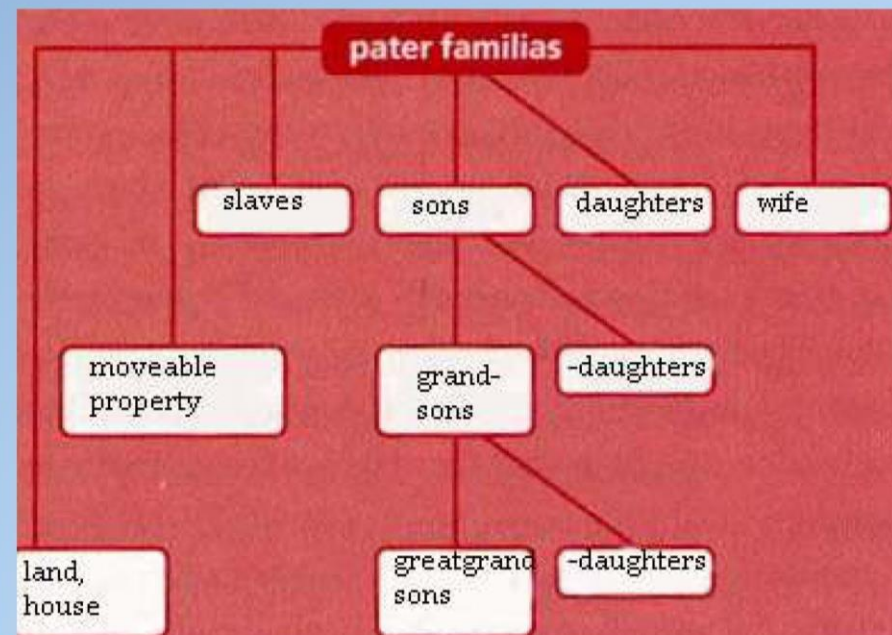 pater familias
slaves
sons
daughters
wife
moveable
property
grand-
sons
-daughters
land,
house
greatgrand
sons
-daughters